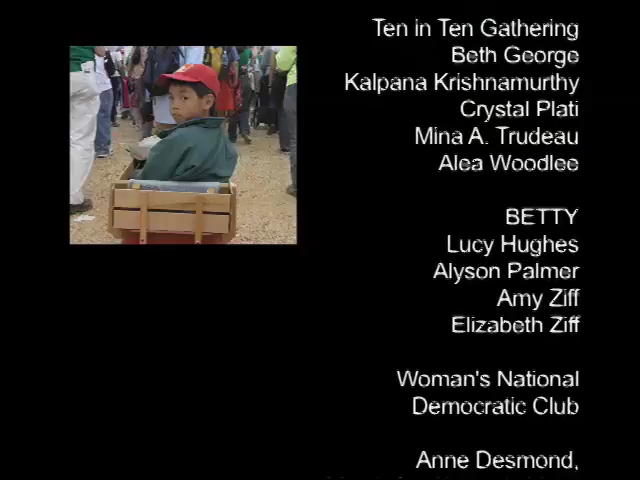 Ten in Ten Gathering
Beth George
Kalpana Krishnamurthy
Crystal Plati
Mina A. Trudeau
Alea Woodlee
BETTY
Lucy Hughes
Alyson Palmer
Amy Ziff
Elizabeth Ziff
Woman's National
Democratic Club
Anne Desmond,